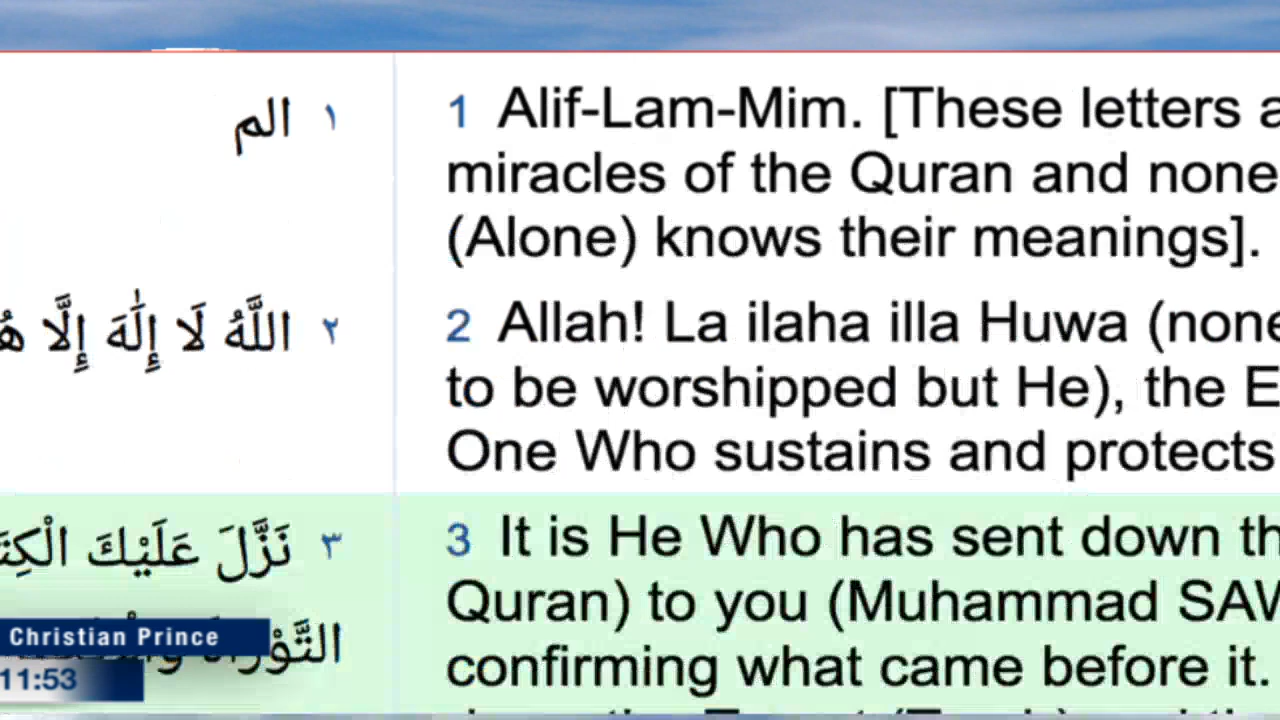 ١ الم
1 Alif-Lam-Mim. [These letters a
miracles of the Quran and none
(Alone) knows their meanings].
٢ اللَّهُ لَا إِلَٰهَ إِلَّا هُ
2 Allah! La ilaha illa Huwa (none
to be worshipped but He), the E
One Who sustains and protects
٣ نَزَّلَ عَلَيْكَ الْكِتَ
3 It is He Who has sent down th
Quran) to you (Muhammad SAW
confirming what came before it.
Christian Prince
11:53